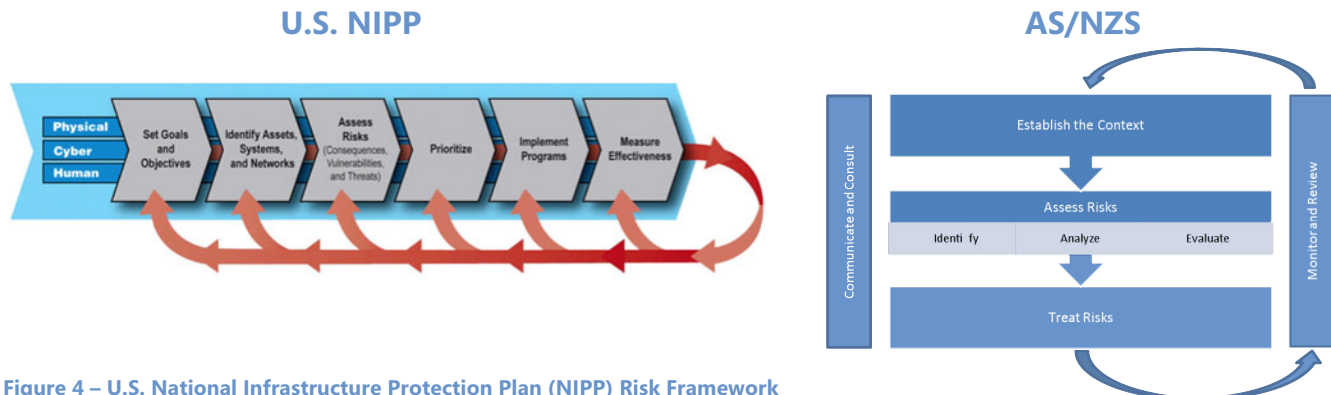 U.S. NIPP
AS/NZS
Physical
Cyber
Human
Set Goals
and
Objectives
Identify Assets,
Systems,
and Networks
Assess
Risks
(Consequences,
Vulnerabilities,
and Threats)
Prioritize
Implement
Programs
Measure
Effectiveness
Communicate and Consult
Establish the Context
Assess Risks
Identi fy
Analyze
Evaluate
Treat Risks
Monitor and Review
Figure 4 – U.S. National Infrastructure Protection Plan (NIPP) Risk Framework